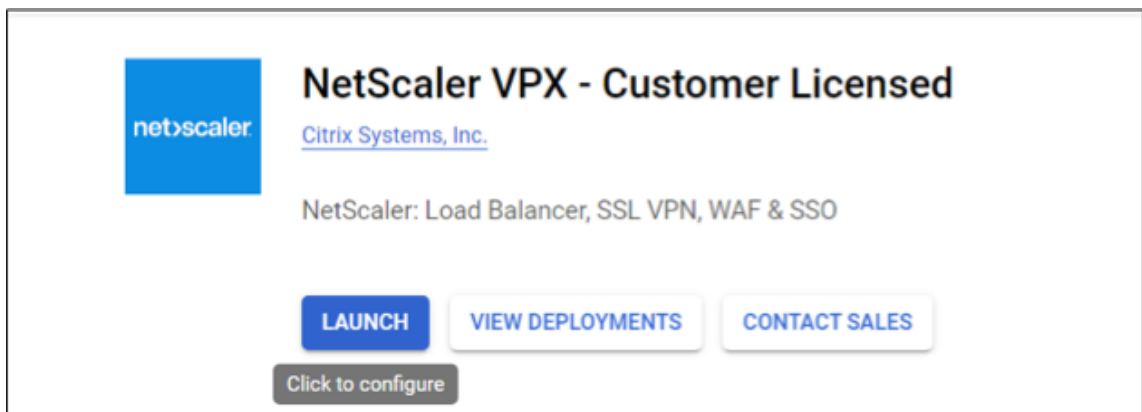 NetScaler VPX - Customer Licensed
net>scaler.
Citrix Systems, Inc.
NetScaler: Load Balancer, SSL VPN, WAF & SSO
LAUNCH VIEW DEPLOYMENTS CONTACT SALES
Click to configure